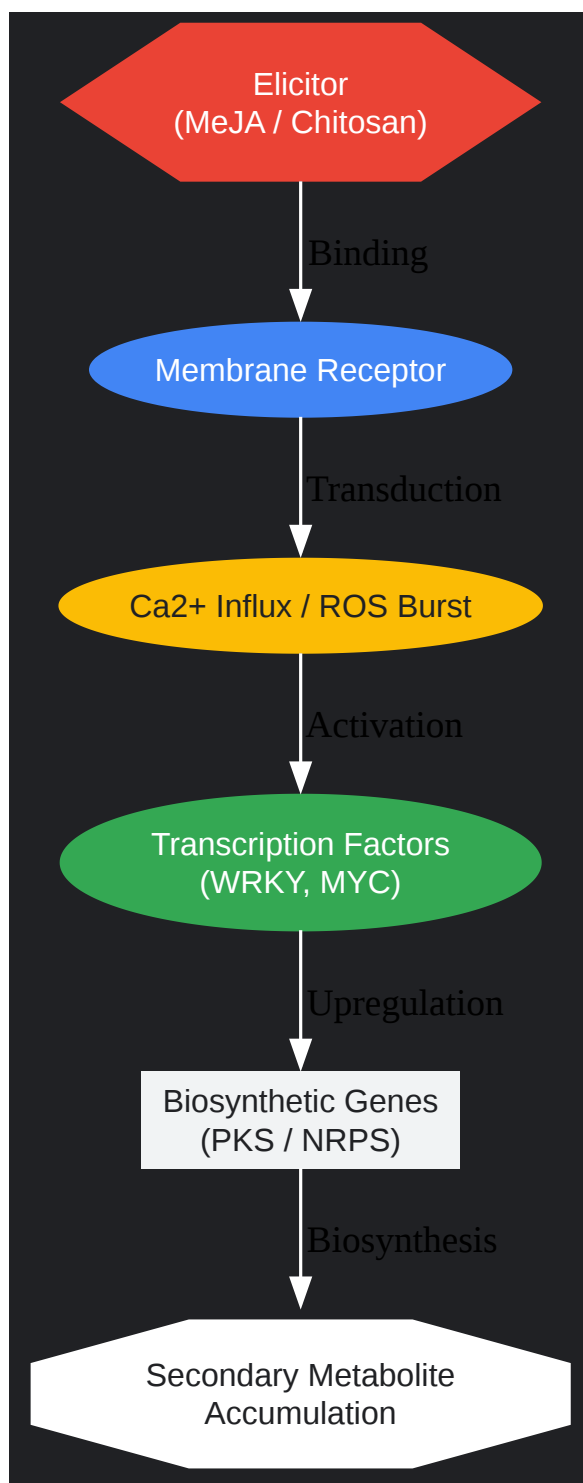 Elicitor
(MeJA / Chitosan)
Binding
Membrane Receptor
Transduction
Ca2+ Influx / ROS Burst
Activation
Transcription Factors
(WRKY, MYC)
Upregulation
Biosynthetic Genes
(PKS / NRPS)
Biosynthesis
Secondary Metabolite
Accumulation